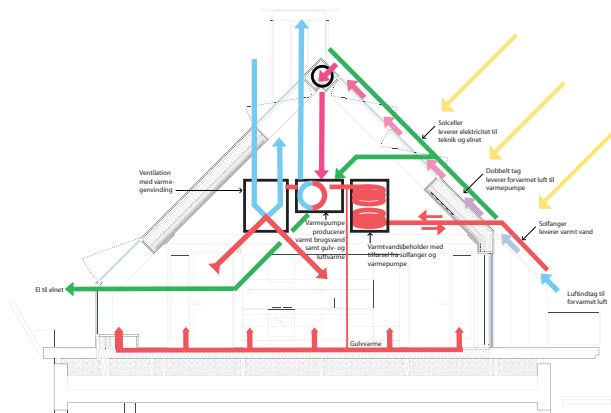 Solceller
leverer elektricitet til
teknik og elnet
Dobbelt tag
leverer forvarmet luft til
varmepumpe
Ventilation
med varme-
genvinding
Varmepumpe
producerer
varmt brugsvand
samt gulv- og
luftvarme
Varmtvandsbeholder med
tilførsel fra solfanger og
varmepumpe
Solfanger
leverer varmt vand
El til elnet
Luftindtag til
forvarmet luft
Gulvvarme